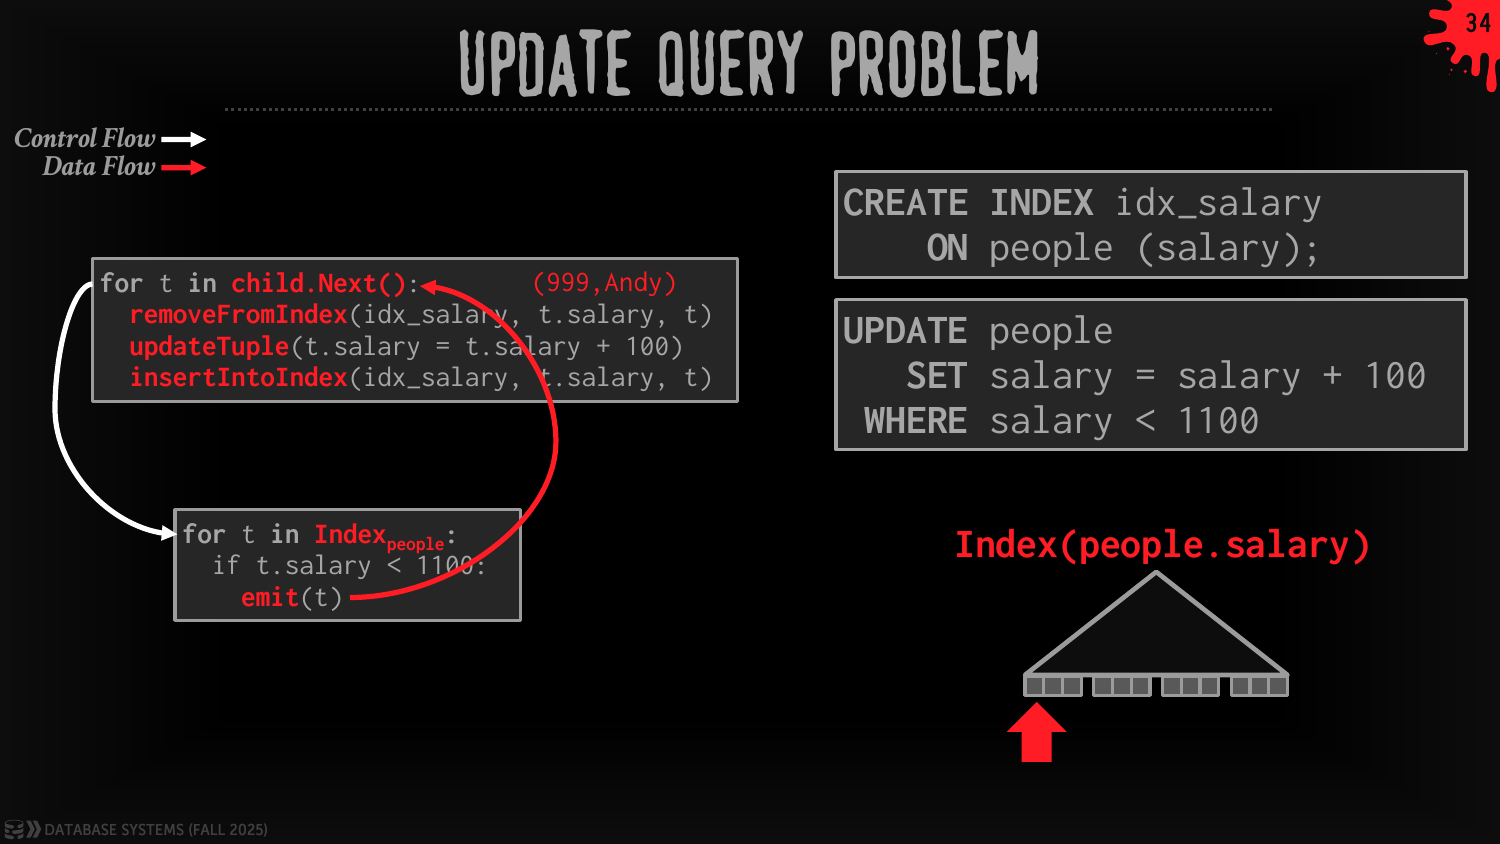 34
UPDATE QUERY PROBLEM
Control Flow
Data Flow
for t in child.Next():
(999,Andy)
removeFromIndex(idx_salary, t.salary, t)
updateTuple(t.salary = t.salary + 100)
insertIntoIndex(idx_salary, t.salary, t)
for t in Indexpeople:
if t.salary < 1100:
emit(t)
CREATE INDEX idx_salary
ON people (salary);
UPDATE people
SET salary = salary + 100
WHERE salary < 1100
Index(people.salary)
DATABASE SYSTEMS (FALL 2025)